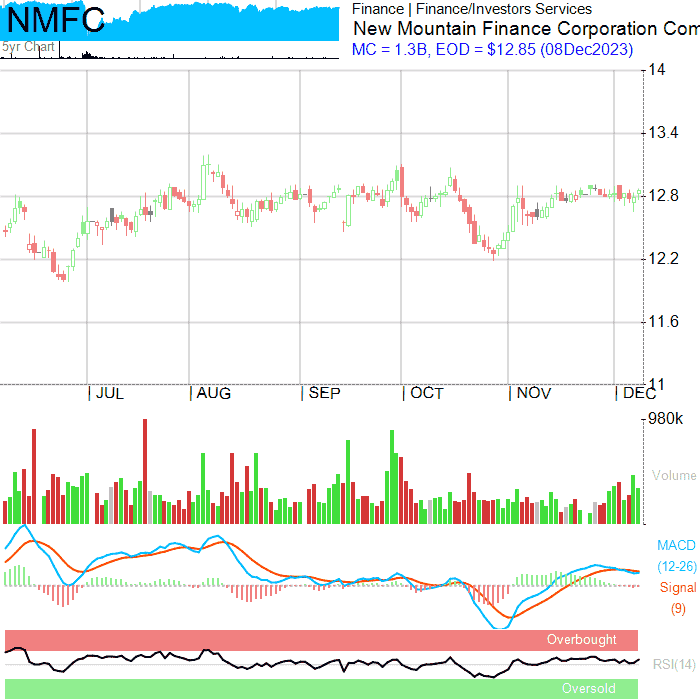 NMFC
5yr Chart
Finance | Finance/Investors Services
New Mountain Finance Corporation Com
MC = 1.3B, EOD = $12.85 (08Dec2023)
14
13.4
12.8
12.2
11.6
11
JUL AUG SEP OCT NOV DEC
980k
Volume
MACD
(12-26)
Signal
(9)
Overbought
RSI(14)
Oversold